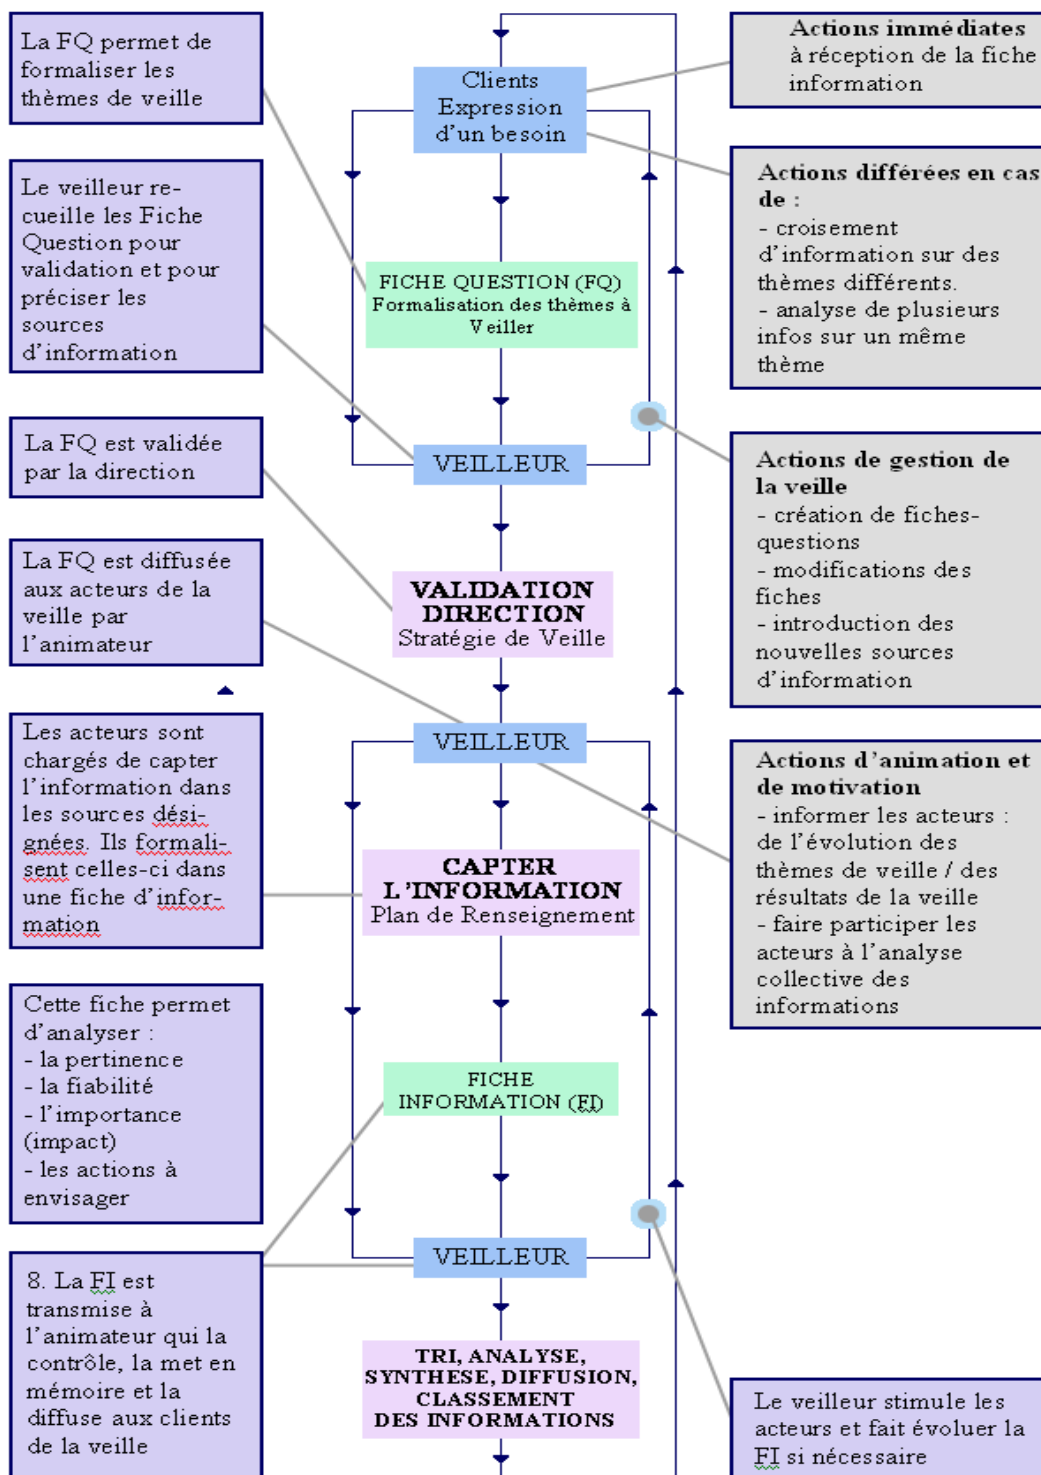 La FQ permet de
formaliser les
thèmes de veille
Le veilleur re-
cueille les Fiche
Question pour
validation et pour
préciser les
sources
d'information
La FQ est validée
par la direction
La FQ est diffusée
aux acteurs de la
veille par
l'animateur
Les acteurs sont
chargés de capter
l'information dans
les sources dési-
gnées. Ils formali-
sent celles-ci dans
une fiche d'infor-
mation
Cette fiche permet
d'analyser :
- la pertinence
- la fiabilité
- l'importance
(impact)
- les actions à
envisager
8. La FI est
transmise à
l'animateur qui la
contrôle, la met en
mémoire et la
diffuse aux clients
de la veille
Clients
Expression
d'un besoin
FICHE QUESTION (FQ)
Formalisation des thèmes à
Veiller
VEILLEUR
VALIDATION
DIRECTION
Stratégie de Veille
VEILLEUR
CAPTER
L'INFORMATION
Plan de Renseignement
FICHE
INFORMATION (FI)
VEILLEUR
TRI, ANALYSE,
SYNTHESE, DIFFUSION,
CLASSEMENT
DES INFORMATIONS
Actions immédiates
à réception de la fiche
information
Actions différées en cas
de :
- croisement
d'information sur des
thèmes différents.
- analyse de plusieurs
infos sur un même
thème
Actions de gestion de
la veille
- création de fiches-
questions
- modifications des
fiches
- introduction des
nouvelles sources
d'information
Actions d'animation et
de motivation
- informer les acteurs :
de l'évolution des
thèmes de veille / des
résultats de la veille
- faire participer les
acteurs à l'analyse
collective des
informations
Le veilleur stimule les
acteurs et fait évoluer la
FI si nécessaire